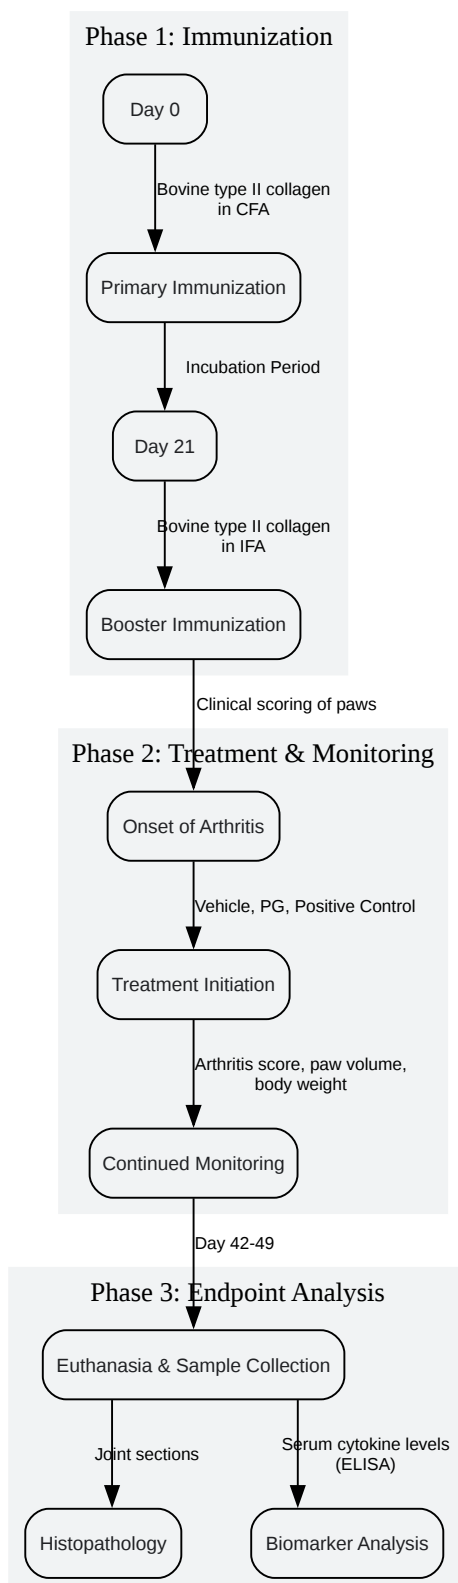 Phase 1: Immunization
Day 0
Bovine type II collagen
in CFA
Primary Immunization
Incubation Period
Day 21
Bovine type II collagen
in IFA
Booster Immunization
Clinical scoring of paws
Phase 2: Treatment & Monitoring
Onset of Arthritis
Vehicle, PG, Positive Control
Treatment Initiation
Arthritis score, paw volume,
body weight
Continued Monitoring
Day 42-49
Phase 3: Endpoint Analysis
Euthanasia & Sample Collection
Joint sections
Serum cytokine levels
(ELISA)
Histopathology
Biomarker Analysis